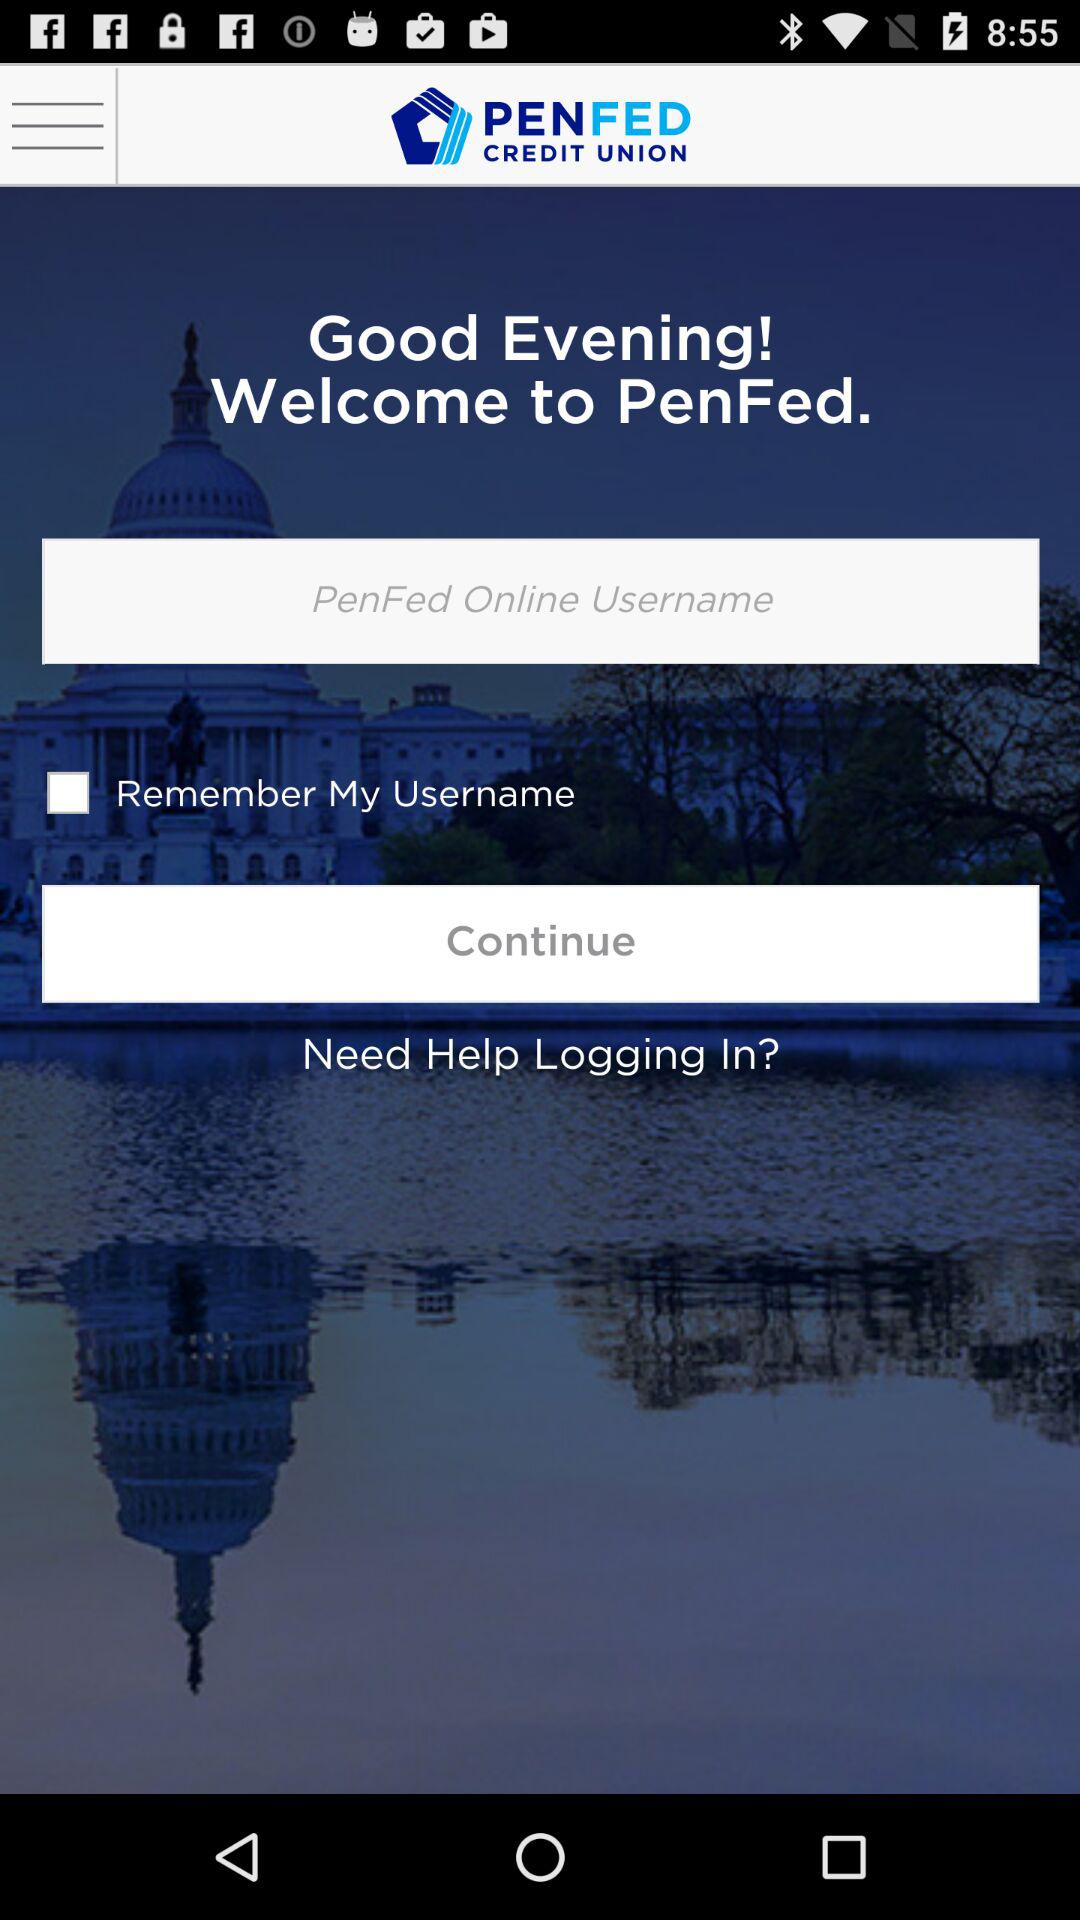 8:55
PENFED
CREDIT UNION
Good Evening!
Welcome to PenFed.
PenFed Online Username
Remember My Username
Continue
Need Help Logging In?